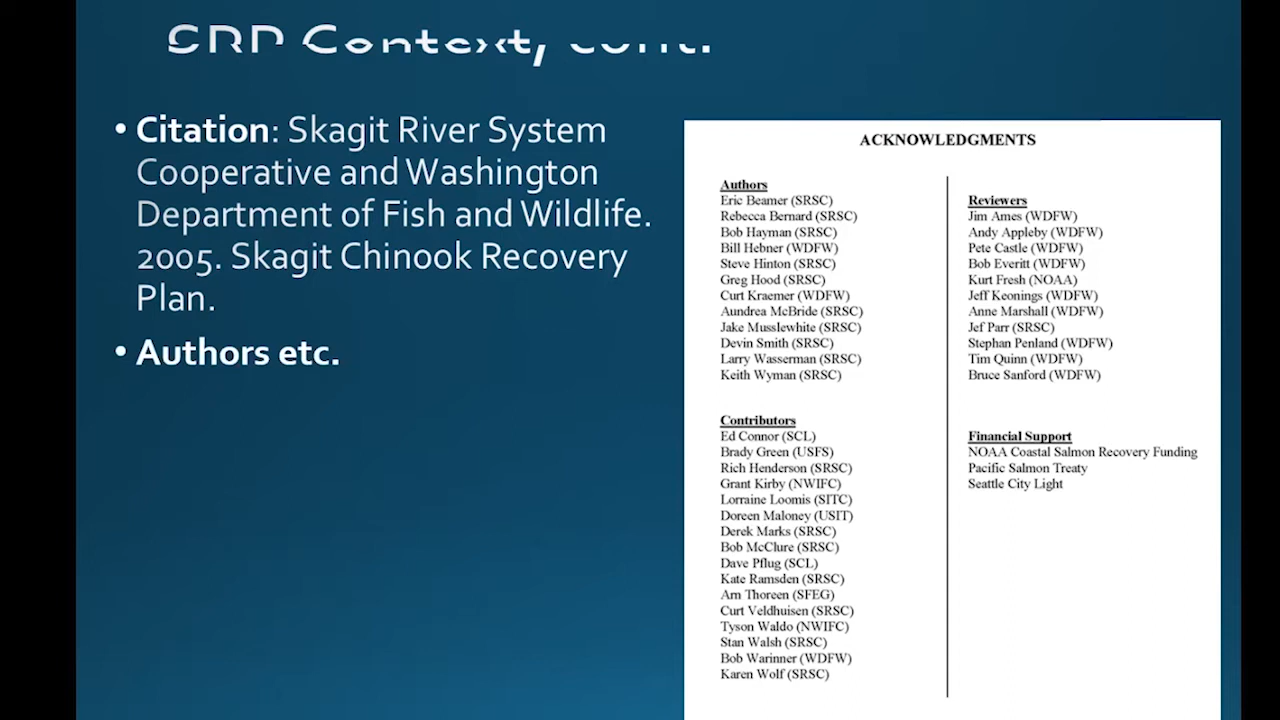 SRP Context, cont.
• Citation: Skagit River System
Cooperative and Washington
Department of Fish and Wildlife.
2005. Skagit Chinook Recovery
Plan.
• Authors etc.
ACKNOWLEDGMENTS
Authors
Eric Beamer (SRSC)
Rebecca Bernard (SRSC)
Bob Hayman (SRSC)
Bill Hebner (WDFW)
Steve Hinton (SRSC)
Greg Hood (SRSC)
Curt Kraemer (WDFW)
Aundrea McBride (SRSC)
Jake Musslewhite (SRSC)
Devin Smith (SRSC)
Larry Wasserman (SRSC)
Keith Wyman (SRSC)
Contributors
Ed Connor (SCL)
Brady Green (USFS)
Rich Henderson (SRSC)
Grant Kirby (NWIFC)
Lorraine Loomis (SITC)
Doreen Maloney (USIT)
Derek Marks (SRSC)
Bob McClure (SRSC)
Dave Pflug (SCL)
Kate Ramsden (SRSC)
Arn Thoreen (SFEG)
Curt Veldhuisen (SRSC)
Tyson Waldo (NWIFC)
Stan Walsh (SRSC)
Bob Warinner (WDFW)
Karen Wolf (SRSC)
Reviewers
Jim Ames (WDFW)
Andy Appleby (WDFW)
Pete Castle (WDFW)
Bob Everitt (WDFW)
Kurt Fresh (NOAA)
Jeff Keonings (WDFW)
Anne Marshall (WDFW)
Jef Parr (SRSC)
Stephan Penland (WDFW)
Tim Quinn (WDFW)
Bruce Sanford (WDFW)
Financial Support
NOAA Coastal Salmon Recovery Funding
Pacific Salmon Treaty
Seattle City Light